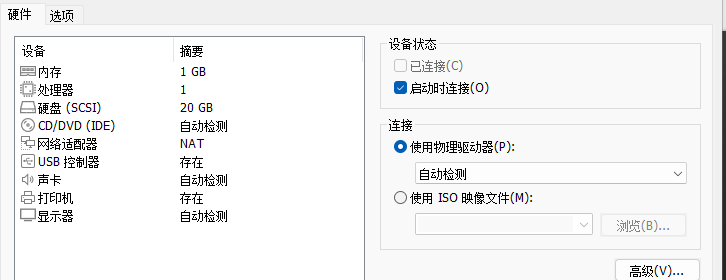 硬件 选项
设备 摘要
内存 1 GB
处理器 1
硬盘 (SCSI) 20 GB
CD/DVD (IDE) 自动检测
网络适配器 NAT
USB 控制器 存在
声卡 自动检测
打印机 存在
显示器 自动检测
设备状态
已连接(C)
启动时连接(O)
连接
使用物理驱动器(P):
自动检测
使用 ISO 映像文件(M):
浏览(B)...
高级(V)...